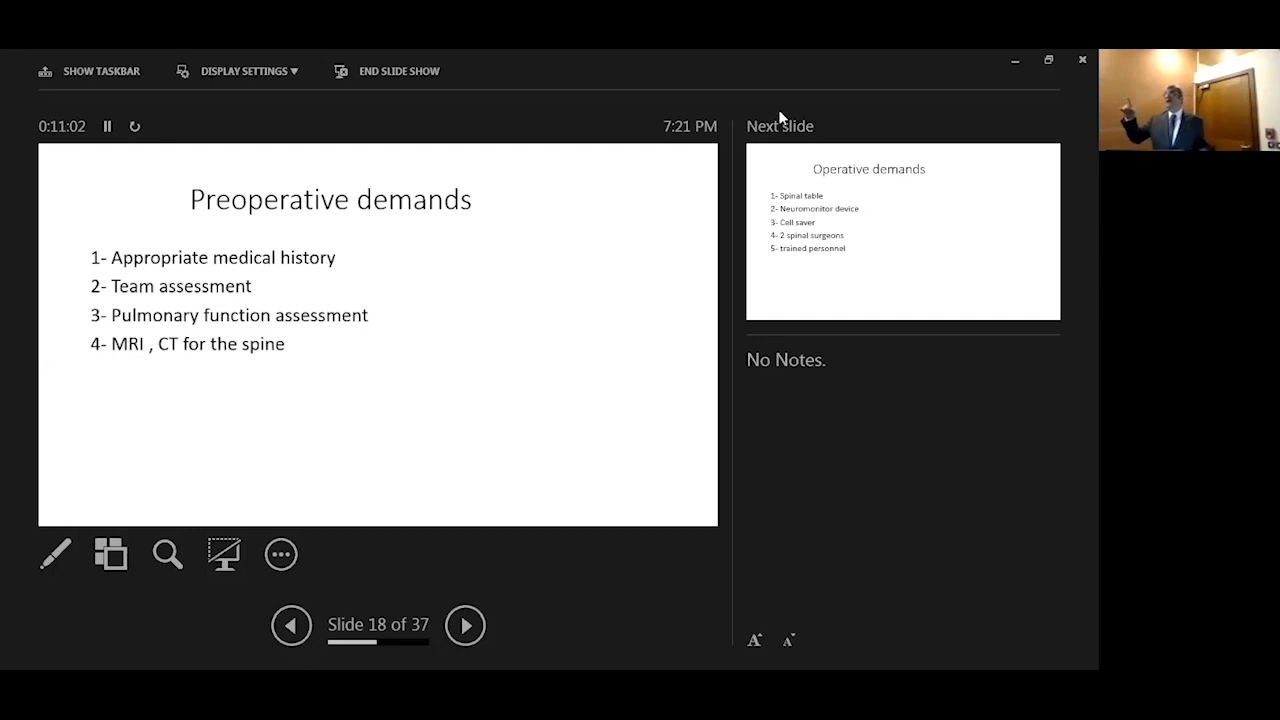 SHOW TASKBAR
DISPLAY SETTINGS
END SLIDE SHOW
0:11:02
7:21 PM
Preoperative demands
1- Appropriate medical history
2- Team assessment
3- Pulmonary function assessment
4- MRI , CT for the spine
Slide 18 of 37
Next slide
Operative demands
1- Spinal table
2- Neuromonitor device
3- Cell saver
4- 2 spinal surgeons
5- trained personnel
No Notes.
A A